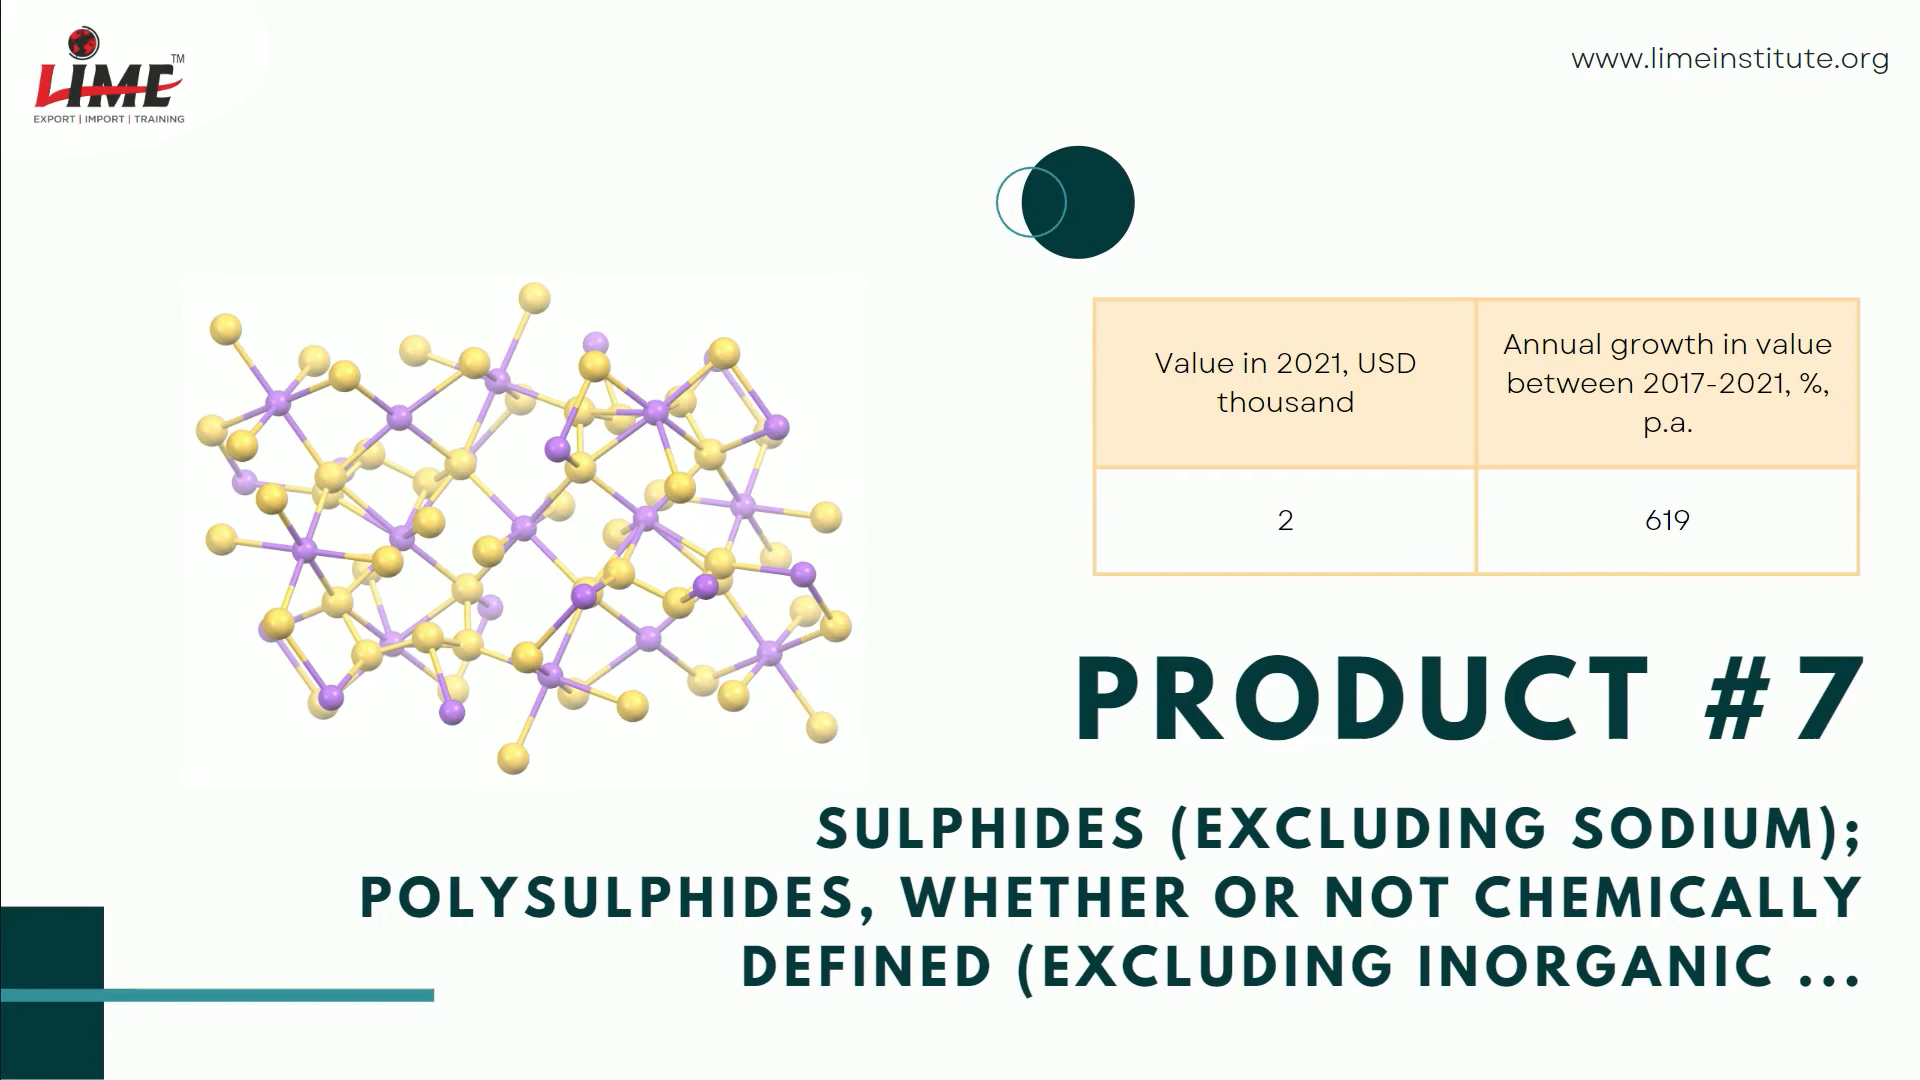 LIME TM
EXPORT | IMPORT | TRAINING
www.limeinstitute.org
Value in 2021, USD
thousand
Annual growth in value
between 2017-2021, %,
p.a.
2
619
PRODUCT #7
SULPHIDES (EXCLUDING SODIUM);
POLYSULPHIDES, WHETHER OR NOT CHEMICALLY
DEFINED (EXCLUDING INORGANIC ...